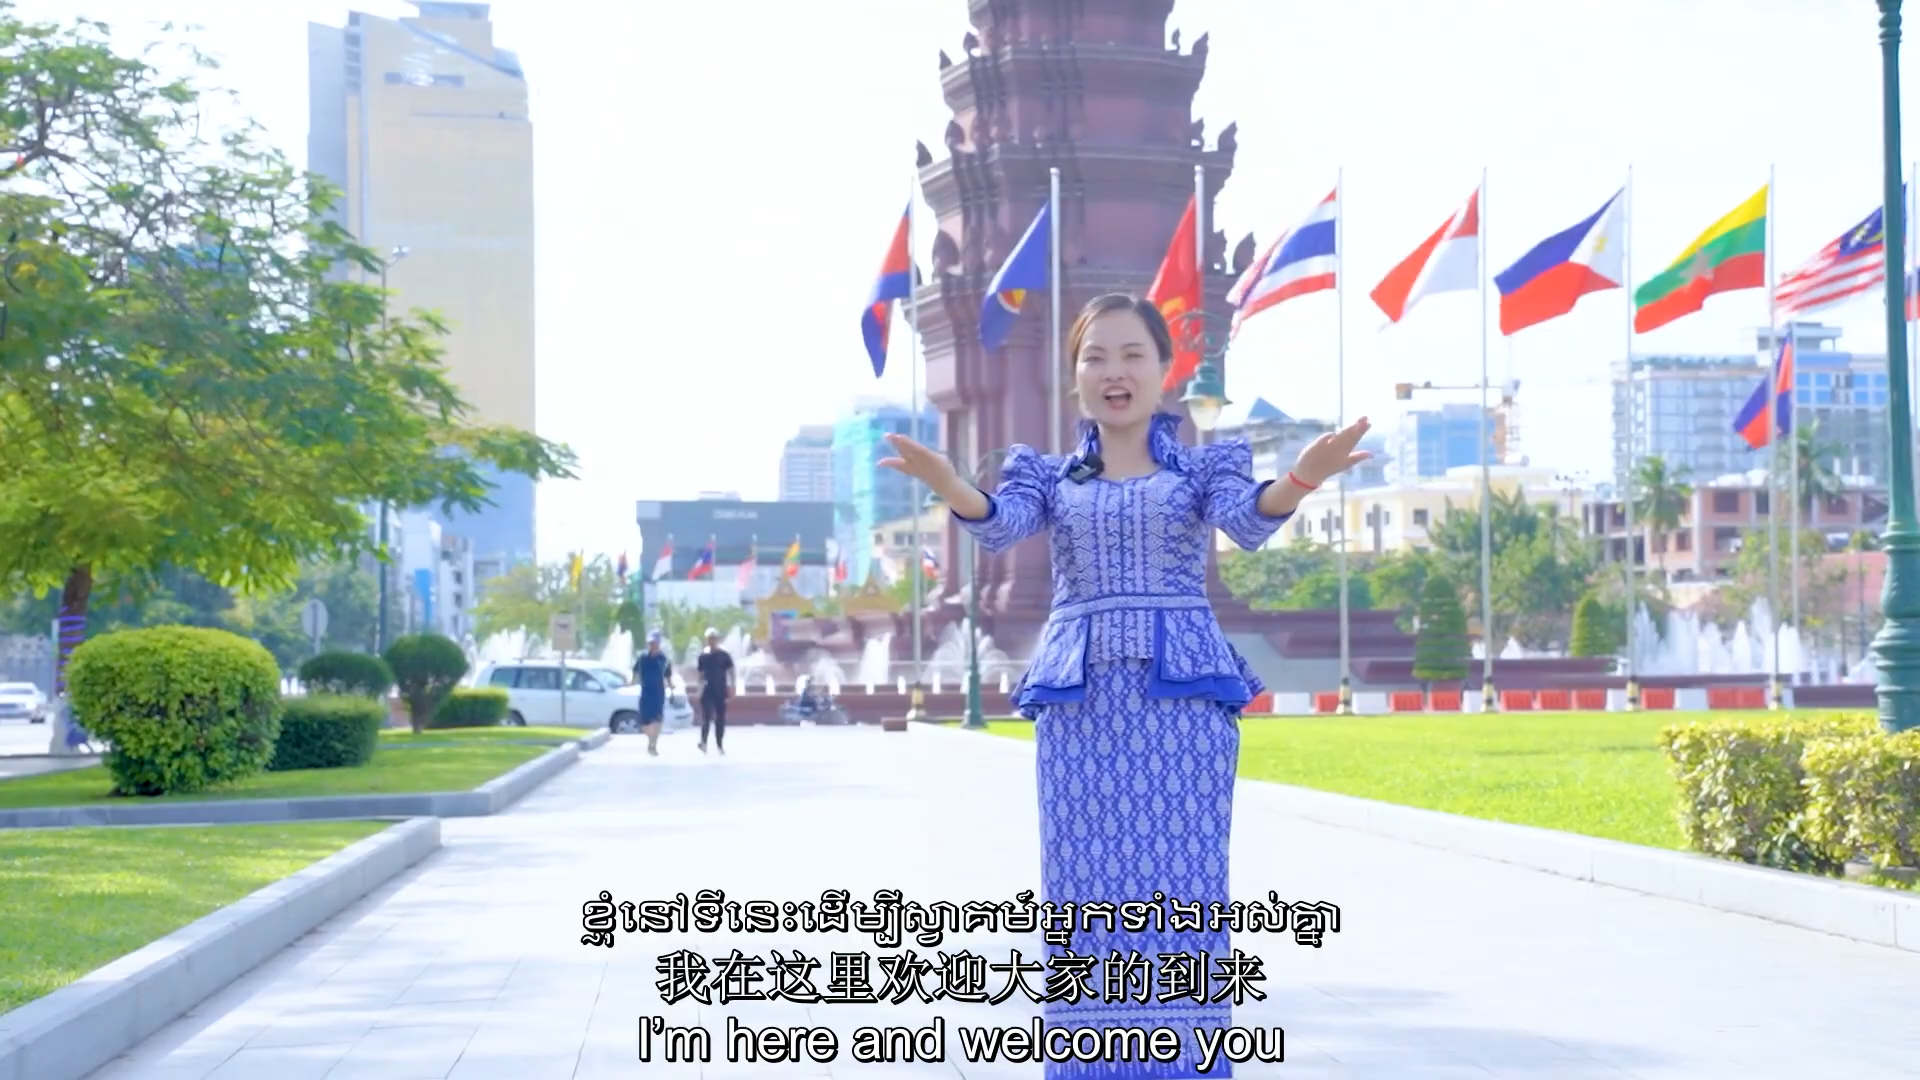 ខ្ញុំនៅទីនេះដើម្បីស្វាគមន៍អ្នកទាំងអស់គ្នា
我在这里欢迎大家的到来
I'm here and welcome you